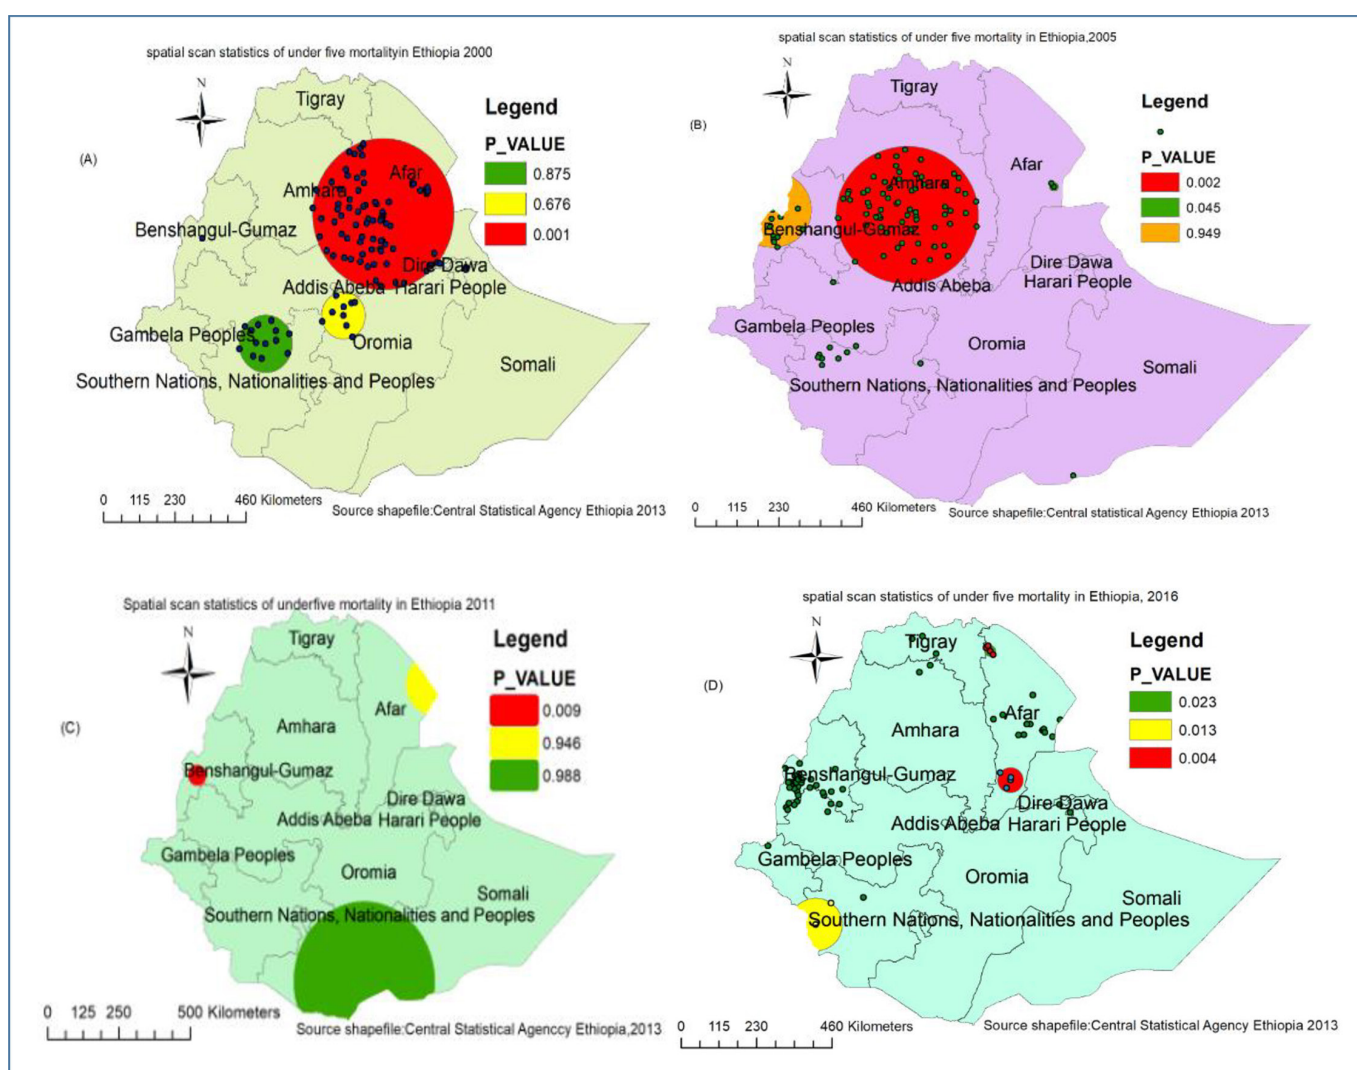 spatial scan statistics of under five mortalityin Ethiopia 2000
N
(A)
Tigray
Afar
Amhara
Benshangul-Gumaz
Dire Dawa
Addis Abeba Harari People
Gambela Peoples
Oromia
Somali
Southern Nations, Nationalities and Peoples
Legend
P_VALUE
0.875
0.676
0.001
0 115 230 460 Kilometers
Source shapefile:Central Statistical Agency Ethiopia 2013
spatial scan statistics of under five mortality in Ethiopia,2005
N
(B)
Tigray
Afar
Amhara
Benshangul-Gumaz
Dire Dawa
Harari People
Addis Abeba
Gambela Peoples
Oromia
Somali
Southern Nations, Nationalities and Peoples
Legend
P_VALUE
0.002
0.045
0.949
0 115 230 460 Kilometers
Source shapefile:Central Statistical Agency Ethiopia 2013
Spatial scan statistics of underfive mortality in Ethiopia 2011
N
(C)
Tigray
Afar
Amhara
Benshangul-Gumaz
Dire Dawa
Addis Abeba Harari People
Gambela Peoples
Oromia
Somali
Southern Nations, Nationalities and Peoples
Legend
P_VALUE
0.009
0.946
0.988
0 125 250 500 Kilometers
Source shapefile:Central Statistical Agenccy Ethiopia,2013
spatial scan statistics of under five mortality in Ethiopia, 2016
N
(D)
Tigray
Afar
Amhara
Benshangul-Gumaz
Dire Dawa
Addis Abeba Harari People
Gambela Peoples
Oromia
Somali
Southern Nations, Nationalities and Peoples
Legend
P_VALUE
0.023
0.013
0.004
0 115 230 460 Kilometers
Source shapefile:Central Statistical Agency Ethiopia 2013